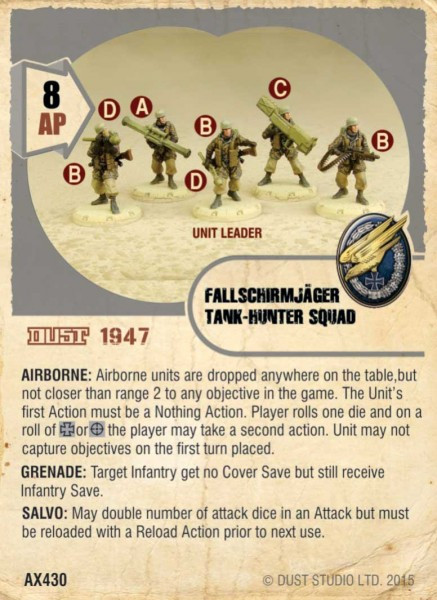 8
AP
D
A
C
B
B
B
D
UNIT LEADER
FALLSCHIRMJÄGER
TANK-HUNTER SQUAD
DUST 1947
AIRBORNE: Airborne units are dropped anywhere on the table,but
not closer than range 2 to any objective in the game. The Unit's
first Action must be a Nothing Action. Player rolls one die and on a
roll of or the player may take a second action. Unit may not
capture objectives on the first turn placed.
GRENADE: Target Infantry get no Cover Save but still receive
Infantry Save.
SALVO: May double number of attack dice in an Attack but must
be reloaded with a Reload Action prior to next use.
AX430
© DUST STUDIO LTD. 2015